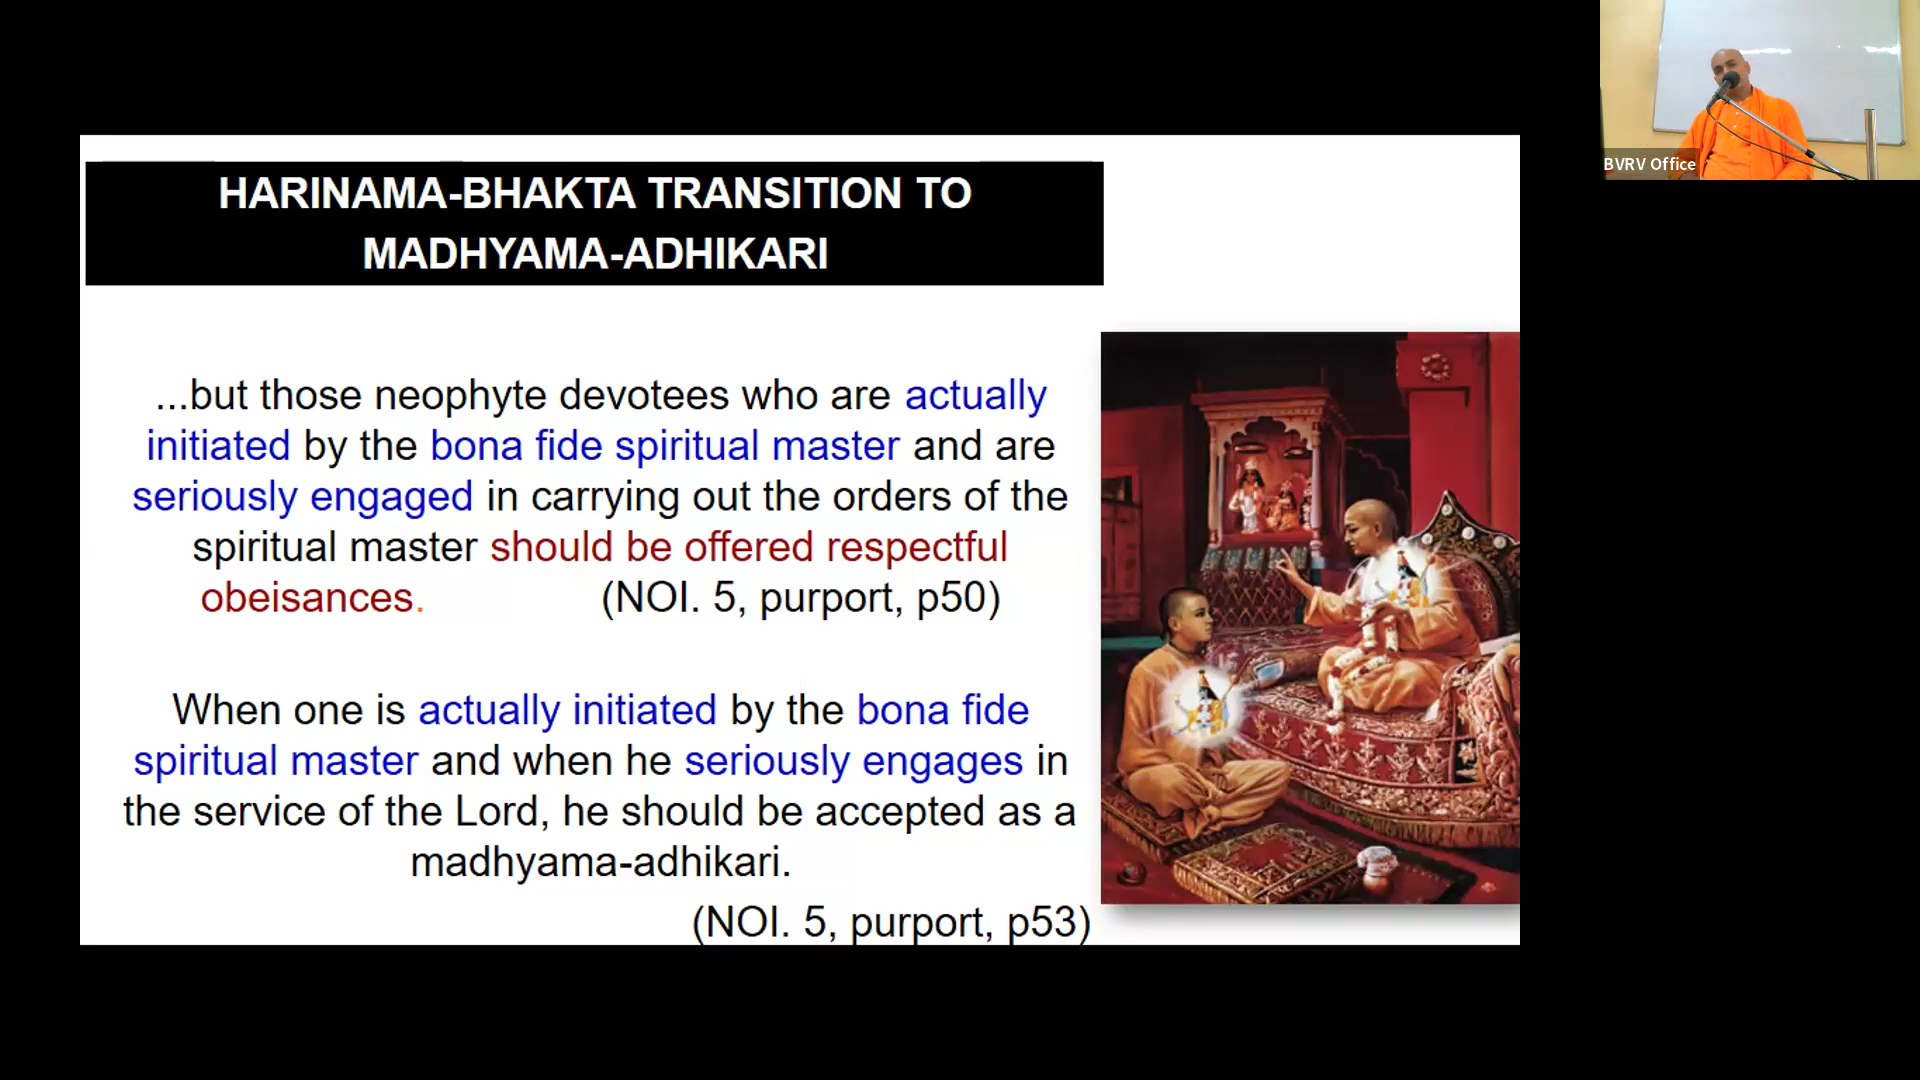 HARINAMA-BHAKTA TRANSITION TO
MADHYAMA-ADHIKARI
...but those neophyte devotees who are actually
initiated by the bona fide spiritual master and are
seriously engaged in carrying out the orders of the
spiritual master should be offered respectful
obeisances. (NOI. 5, purport, p50)
When one is actually initiated by the bona fide
spiritual master and when he seriously engages in
the service of the Lord, he should be accepted as a
madhyama-adhikari.
(NOI. 5, purport, p53)
BVRV Office